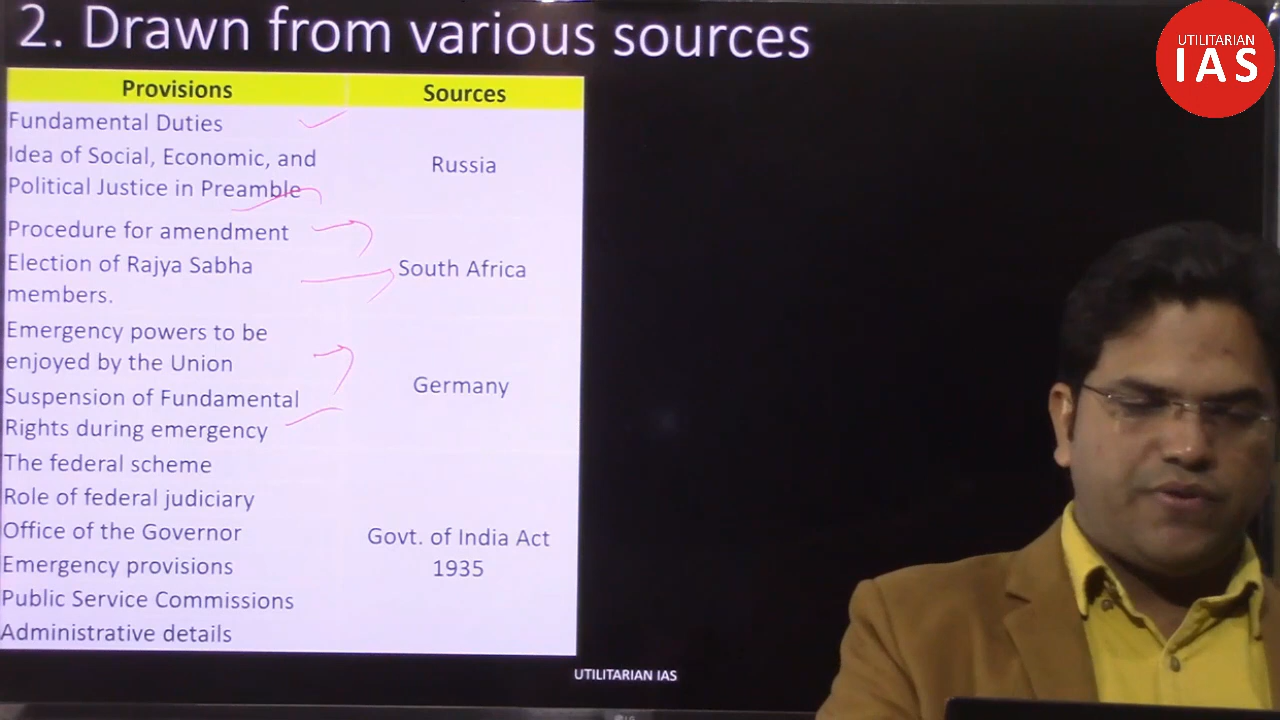 2. Drawn from various sources
UTILITARIAN
IAS
Provisions
Sources
Fundamental Duties
Idea of Social, Economic, and
Political Justice in Preamble
Russia
Procedure for amendment
Election of Rajya Sabha
members.
South Africa
Emergency powers to be
enjoyed by the Union
Suspension of Fundamental
Rights during emergency
Germany
The federal scheme
Role of federal judiciary
Office of the Governor
Emergency provisions
Public Service Commissions
Administrative details
Govt. of India Act
1935
UTILITARIAN IAS
LG